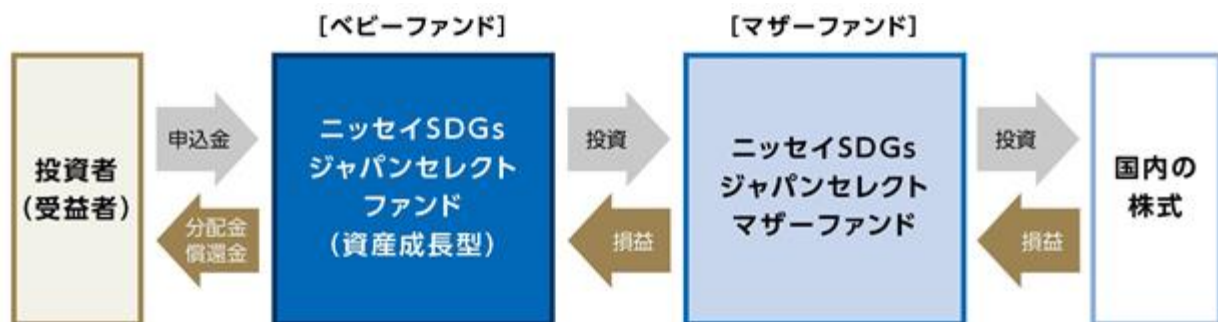 [ベビーファンド]
[マザーファンド]
投資者
(受益者)
申込金
分配金
償還金
ニッセイSDGs
ジャパンセレクト
ファンド
(資産成長型)
投資
損益
ニッセイSDGs
ジャパンセレクト
マザーファンド
投資
損益
国内の
株式